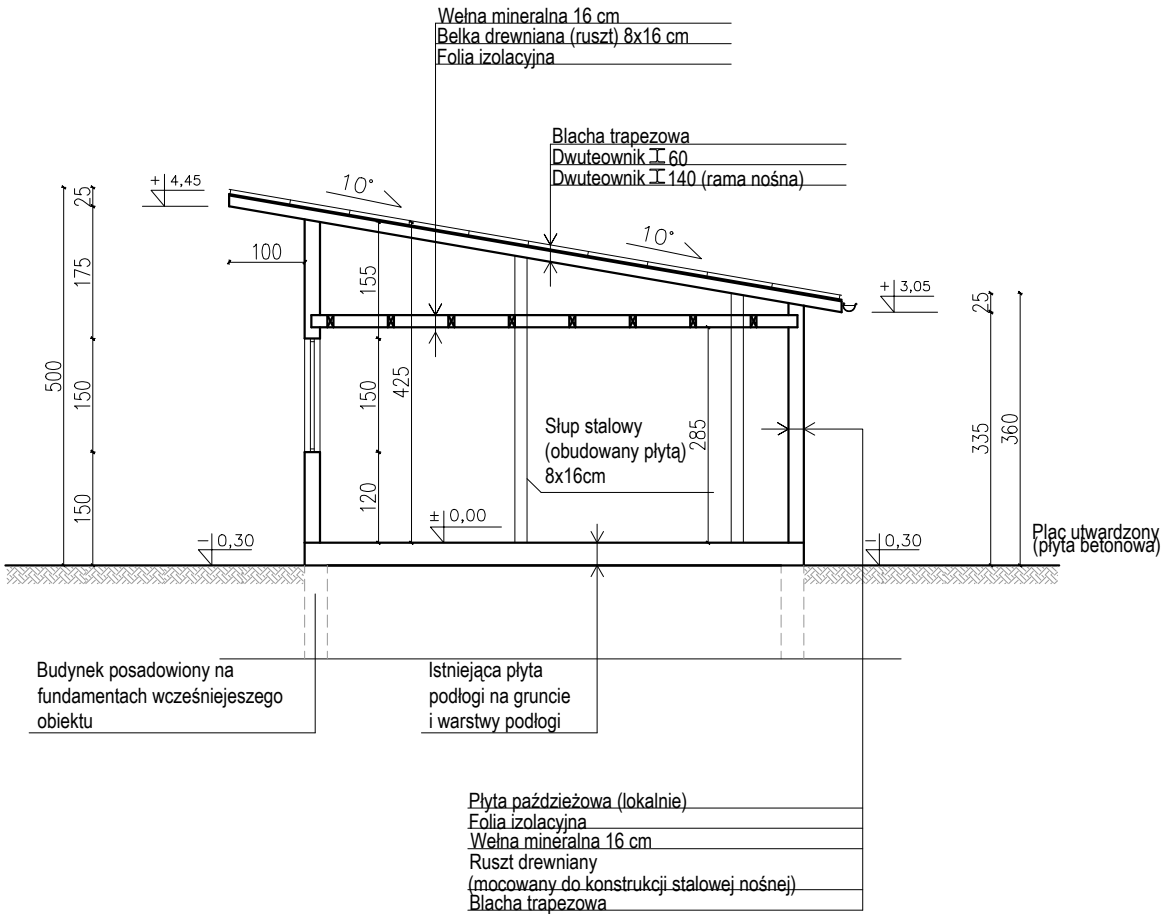 Wełna mineralna 16 cm
Belka drewniana (ruszt) 8x16 cm
Folia izolacyjna
Blacha trapezowa
Dwuteownik 60
Dwuteownik 140 (rama nośna)
+ 4,45
25
10°
10°
100
175
155
+ 3,05
25
500
150
150
425
285
335
360
Słup stalowy
(obudowany płytą)
8x16cm
150
120
± 0,00
– 0,30
– 0,30
Plac utwardzony
(płyta betonowa)
Budynek posadowiony na
fundamentach wcześniejeszego
obiektu
Istniejąca płyta
podłogi na gruncie
i warstwy podłogi
Płyta paździeżowa (lokalnie)
Folia izolacyjna
Wełna mineralna 16 cm
Ruszt drewniany
(mocowany do konstrukcji stalowej nośnej)
Blacha trapezowa